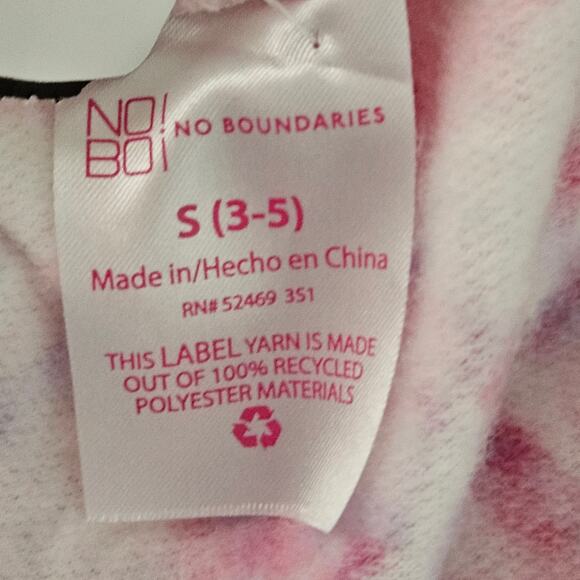 NO!
BO!
NO BOUNDARIES
S (3-5)
Made in/Hecho en China
RN# 52469 351
THIS LABEL YARN IS MADE
OUT OF 100% RECYCLED
POLYESTER MATERIALS